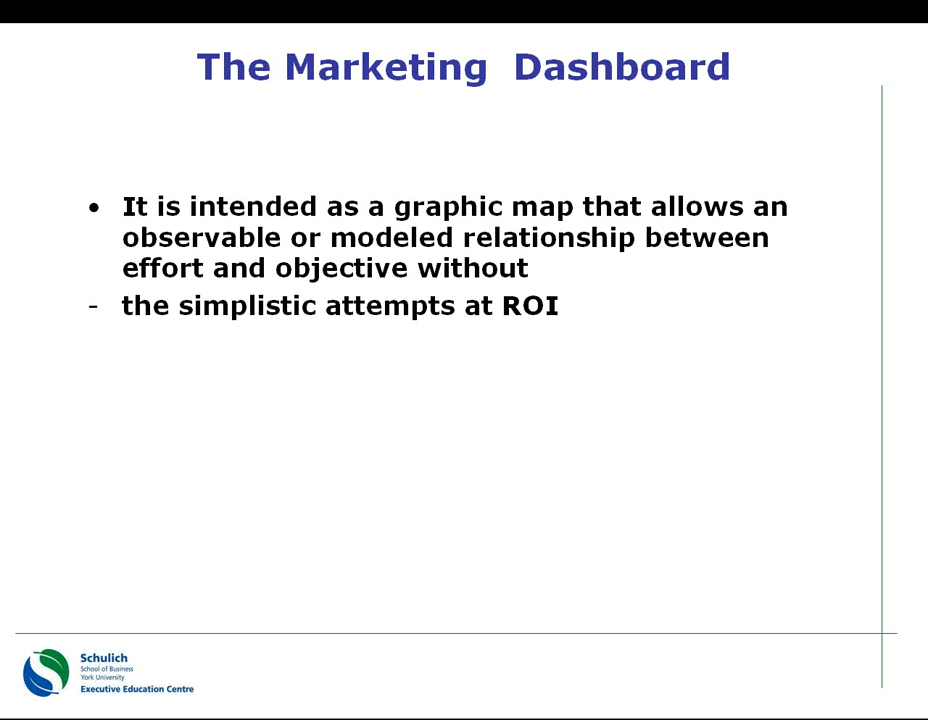 The Marketing  Dashboard
• It is intended as a graphic map that allows an
observable or modeled relationship between
effort and objective without
- the simplistic attempts at ROI
Schulich
School of Business
York University
Executive Education Centre